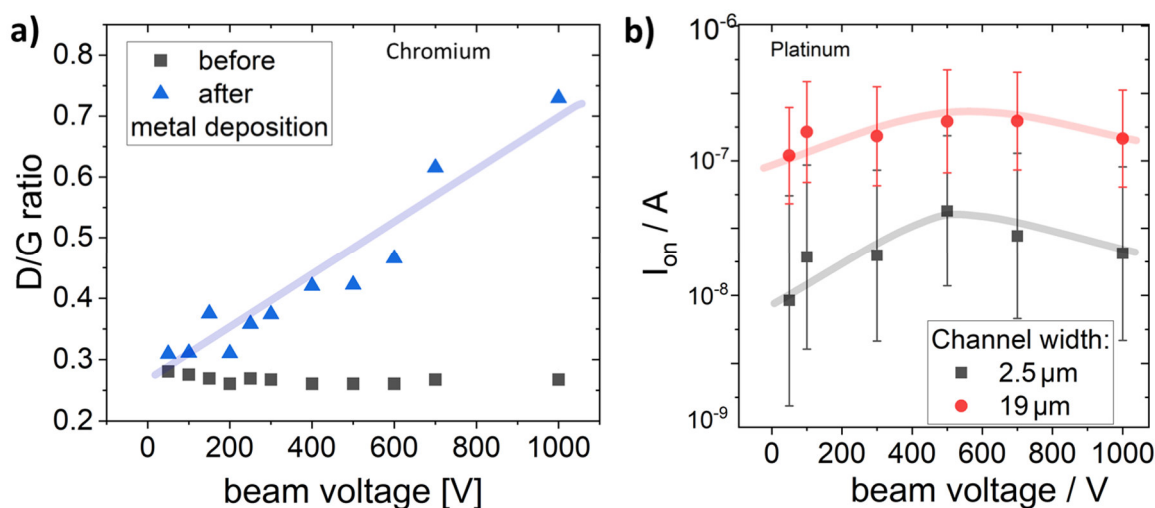 a)
Chromium
before
after
metal deposition
0.8
0.7
0.6
0.5
0.4
0.3
0.2
D/G ratio
0 200 400 600 800 1000
beam voltage [V]
b)
Platinum
10⁻⁶
10⁻⁷
10⁻⁸
10⁻⁹
I_on / A
Channel width:
2.5 µm
19 µm
0 200 400 600 800 1000
beam voltage / V